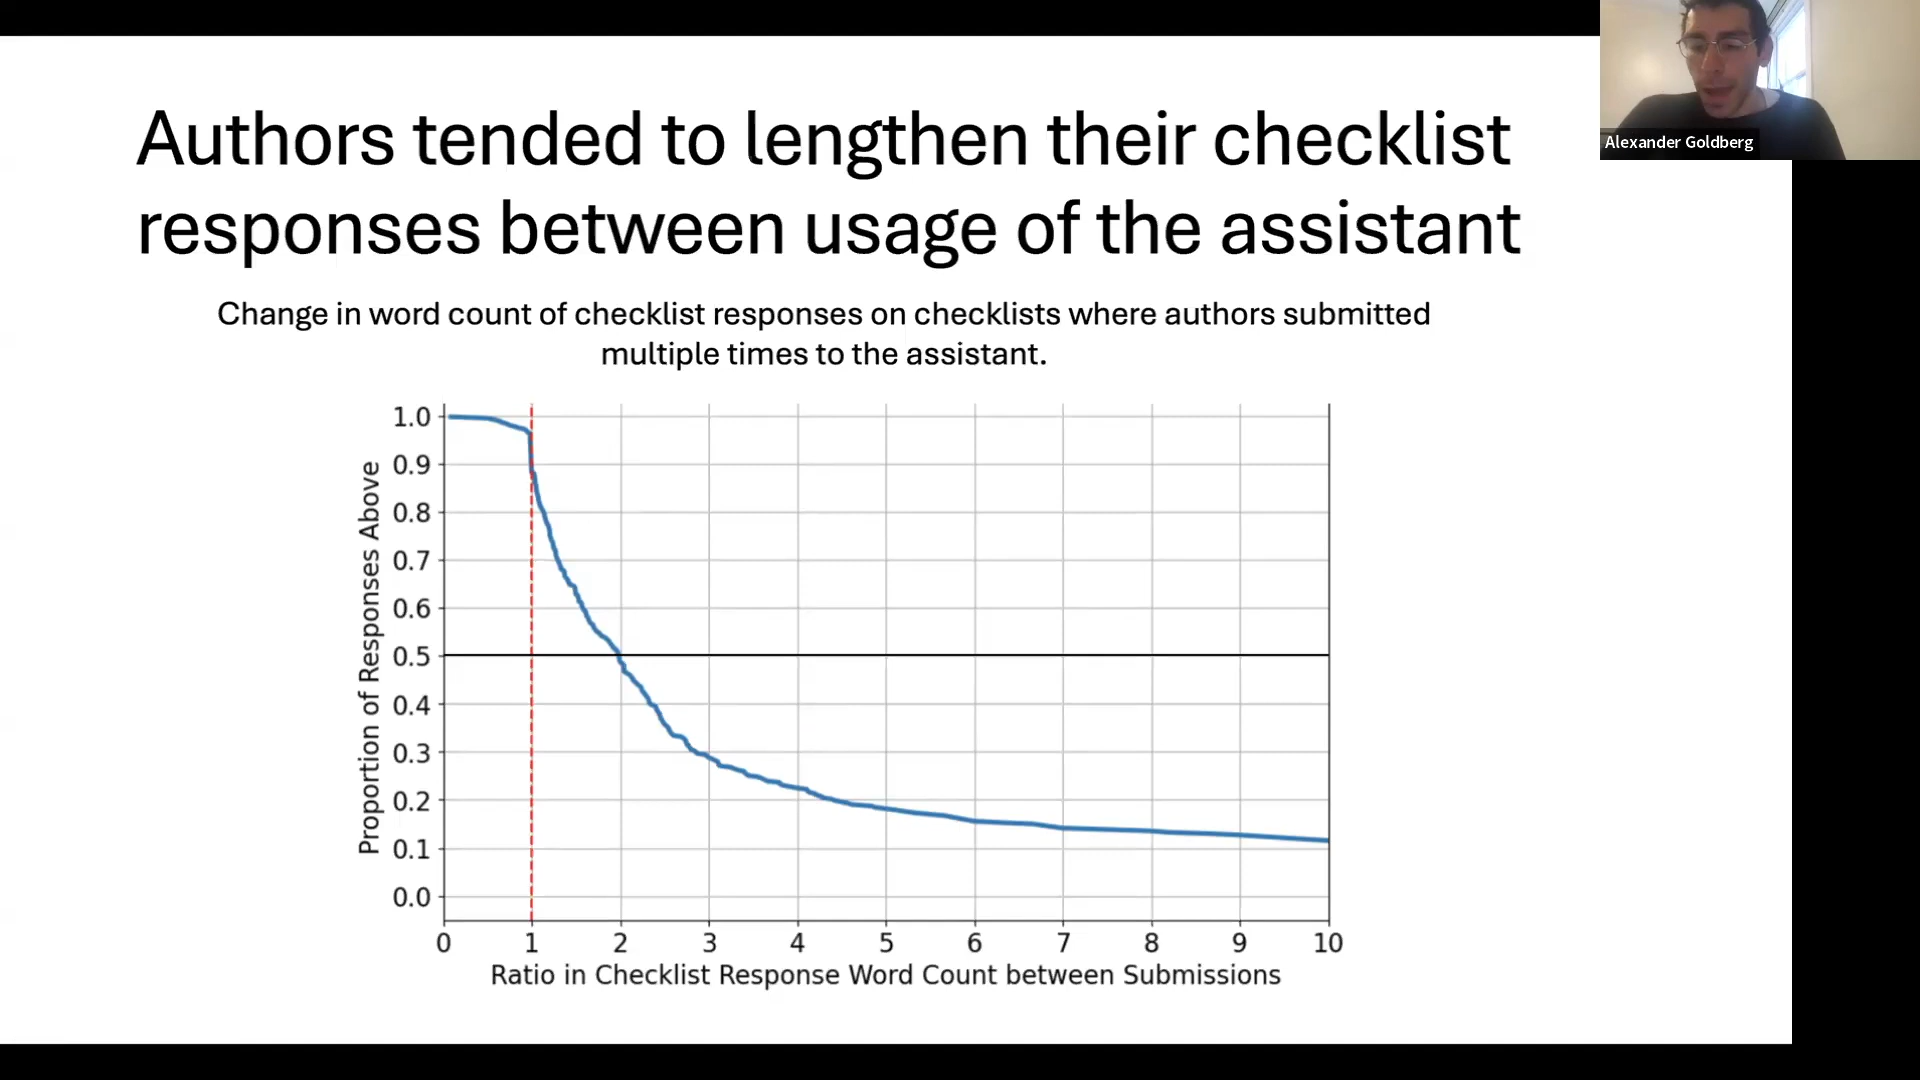 Authors tended to lengthen their checklist
responses between usage of the assistant
Change in word count of checklist responses on checklists where authors submitted
multiple times to the assistant.
Proportion of Responses Above
1.0
0.9
0.8
0.7
0.6
0.5
0.4
0.3
0.2
0.1
0.0
0 1 2 3 4 5 6 7 8 9 10
Ratio in Checklist Response Word Count between Submissions
Alexander Goldberg